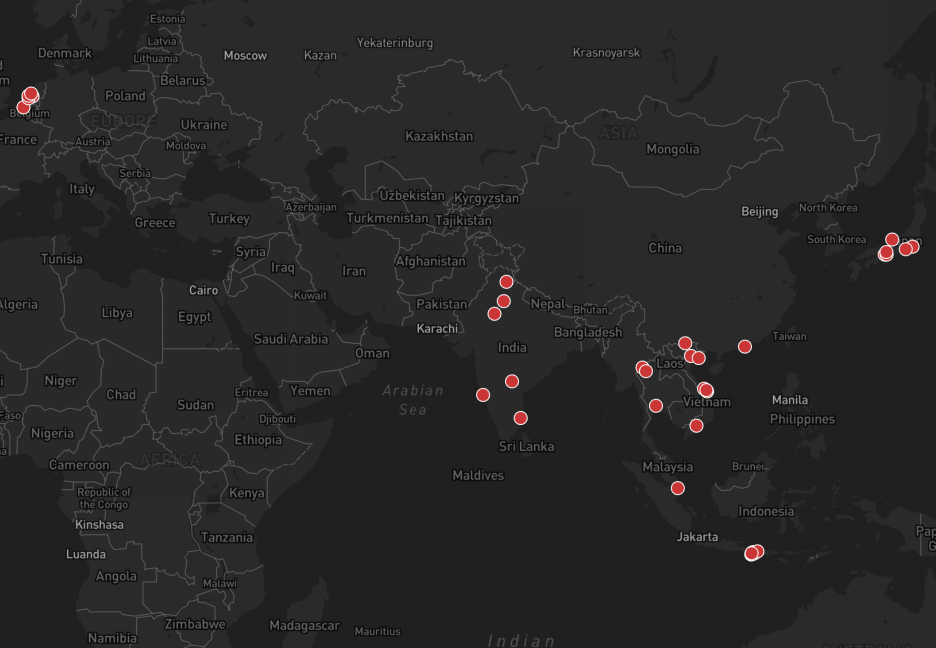 Estonia
Latvia
Lithuania
Denmark
Moscow
Kazan
Yekaterinburg
Krasnoyarsk
Belarus
Poland
Belgium
EUROPE
Ukraine
France
Austria
Moldova
Kazakhstan
ASIA
Mongolia
Serbia
Italy
Uzbekistan
Kyrgyzstan
Azerbaijan
Greece
Turkey
Turkmenistan
Tajikistan
Beijing
North Korea
South Korea
Syria
Tunisia
Iraq
Iran
Afghanistan
China
Cairo
Kuwait
Algeria
Libya
Egypt
Pakistan
Nepal
Bhutan
Karachi
Bangladesh
Saudi Arabia
Oman
India
Taiwan
Laos
Niger
Chad
Eritrea
Yemen
Arabian
Sea
Sudan
Djibouti
Vietnam
Manila
Philippines
Nigeria
Ethiopia
Sri Lanka
Cameroon
AFRICA
Maldives
Malaysia
Brunei
Republic of
the Congo
Kenya
Indonesia
Kinshasa
Tanzania
Jakarta
Luanda
Angola
Malawi
Zimbabwe
Madagascar
Mauritius
Namibia
Indian